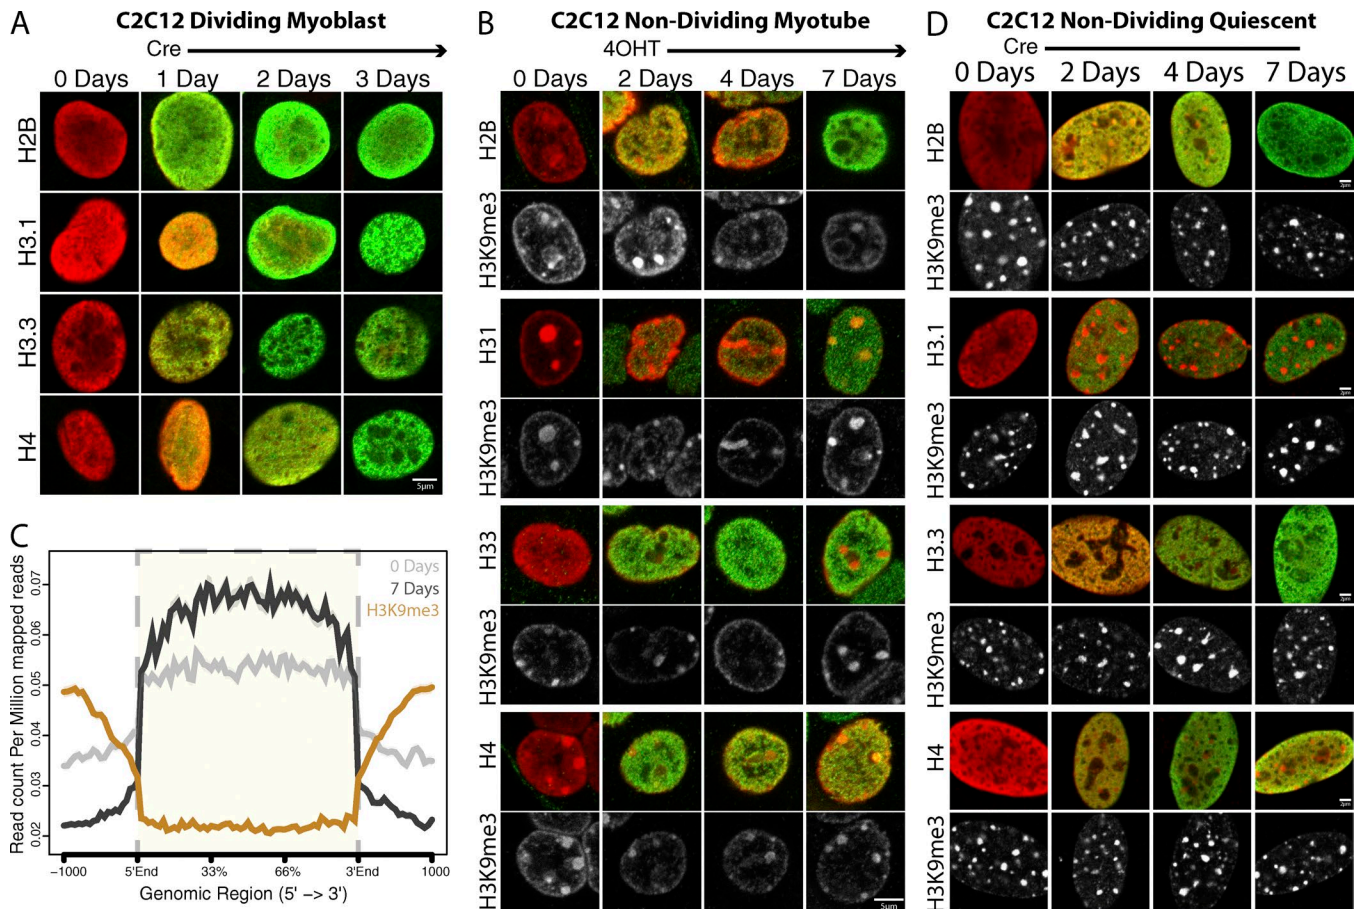 A
C2C12 Dividing Myoblast
Cre
0 Days 1 Day 2 Days 3 Days
H2B
H3.1
H3.3
H4
5µm
B
C2C12 Non-Dividing Myotube
4OHT
0 Days 2 Days 4 Days 7 Days
H2B
H3K9me3
H31
H3K9me3
H33
H3K9me3
H4
H3K9me3
5µm
C
0 Days
7 Days
H3K9me3
Read count Per Million mapped reads
0.07
0.06
0.05
0.04
0.03
0.02
−1000 5'End 33% 66% 3'End 1000
Genomic Region (5' −> 3')
D
C2C12 Non-Dividing Quiescent
Cre
0 Days 2 Days 4 Days 7 Days
H2B
2µm
H3K9me3
H3.1
2µm
H3K9me3
H3.3
2µm
H3K9me3
H4
2µm
H3K9me3